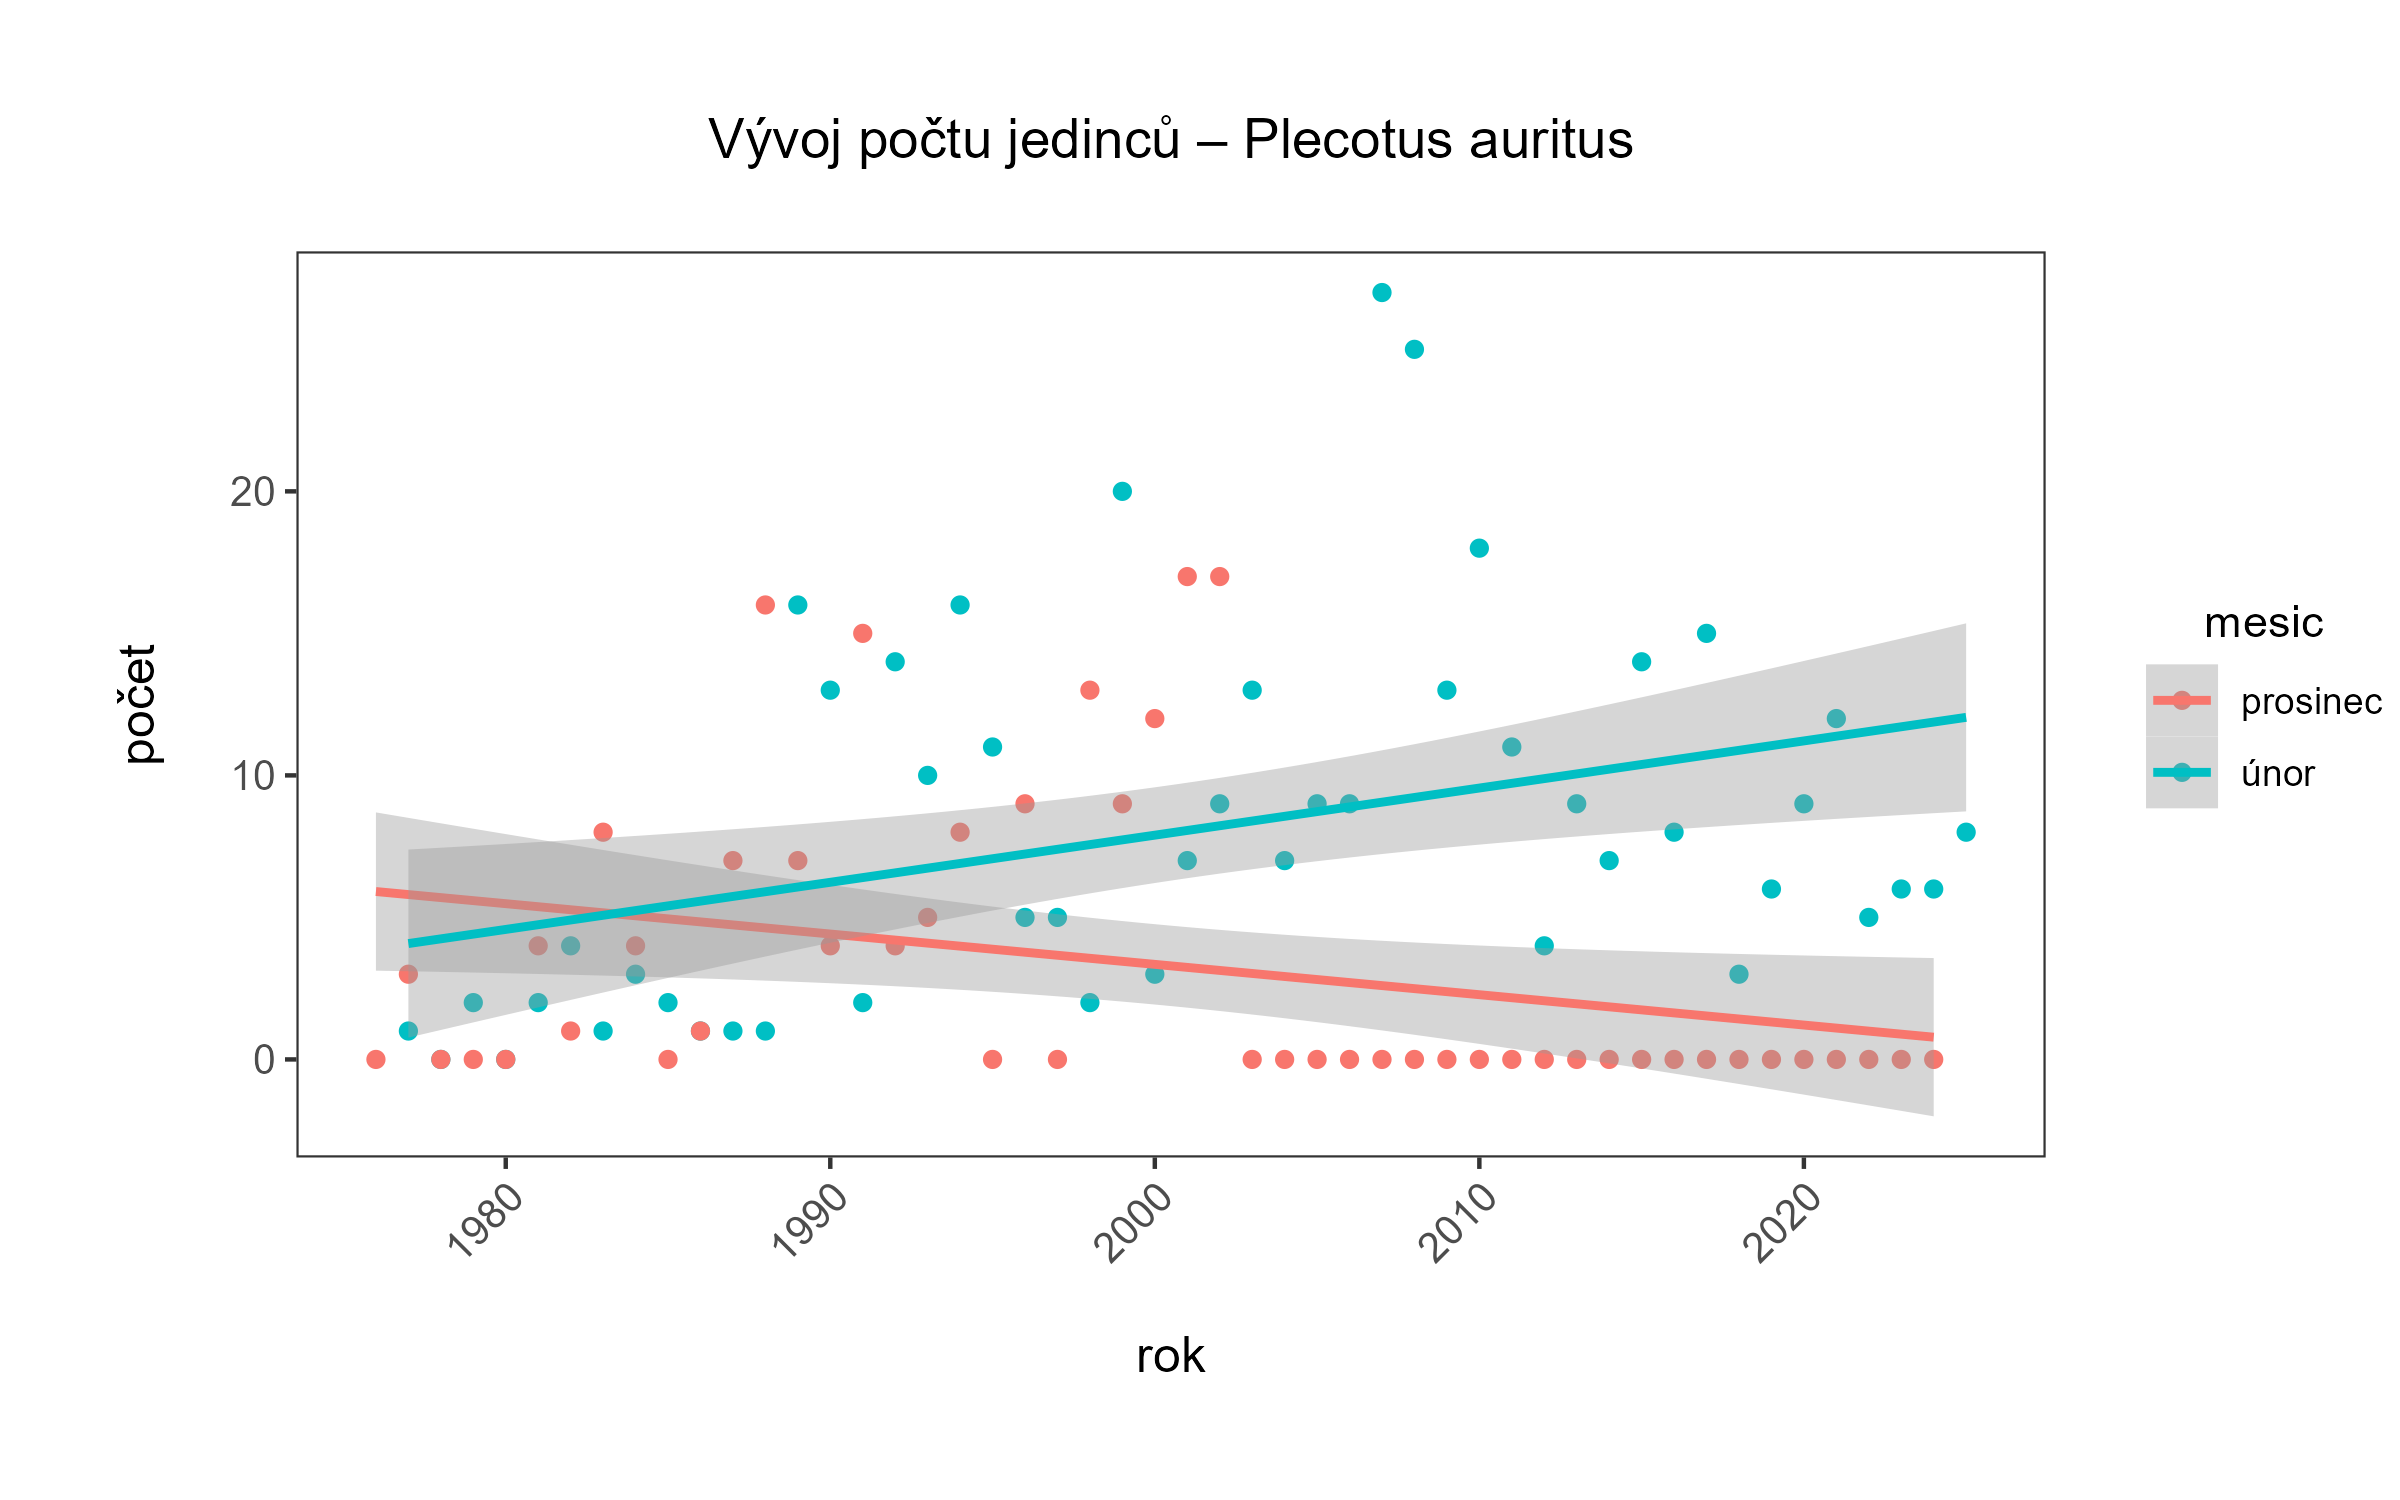 Vývoj počtu jedinců – Plecotus auritus
počet
20
10
0
1980
1990
2000
2010
2020
rok
mesic
prosinec
únor